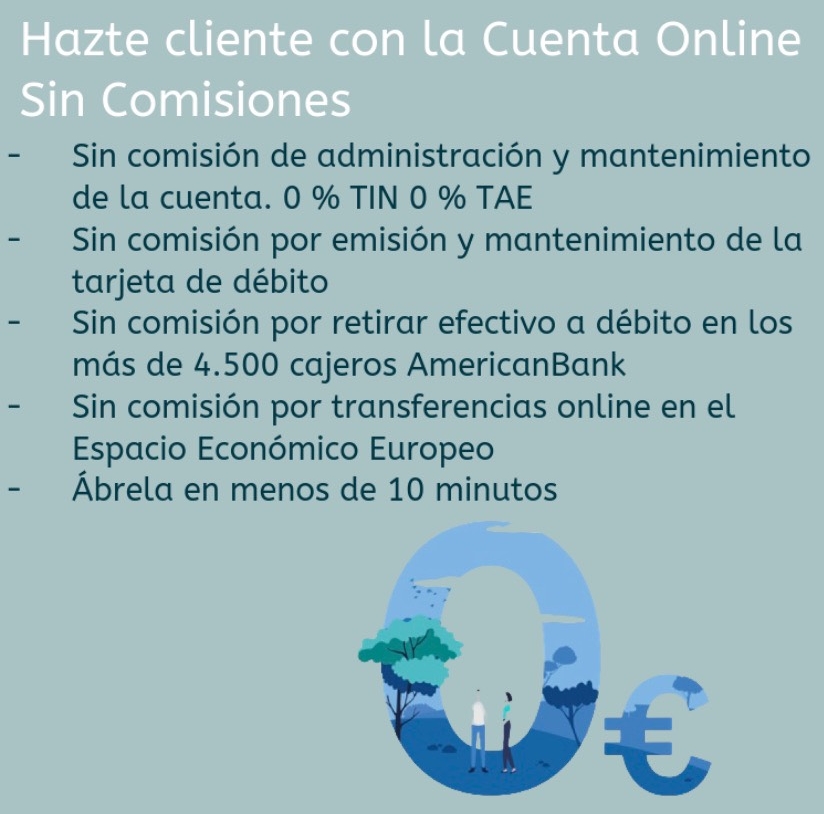 Hazte cliente con la Cuenta Online
Sin Comisiones
- Sin comisión de administración y mantenimiento
de la cuenta. 0 % TIN 0 % TAE
- Sin comisión por emisión y mantenimiento de la
tarjeta de débito
- Sin comisión por retirar efectivo a débito en los
más de 4.500 cajeros AmericanBank
- Sin comisión por transferencias online en el
Espacio Económico Europeo
- Ábrela en menos de 10 minutos
0€